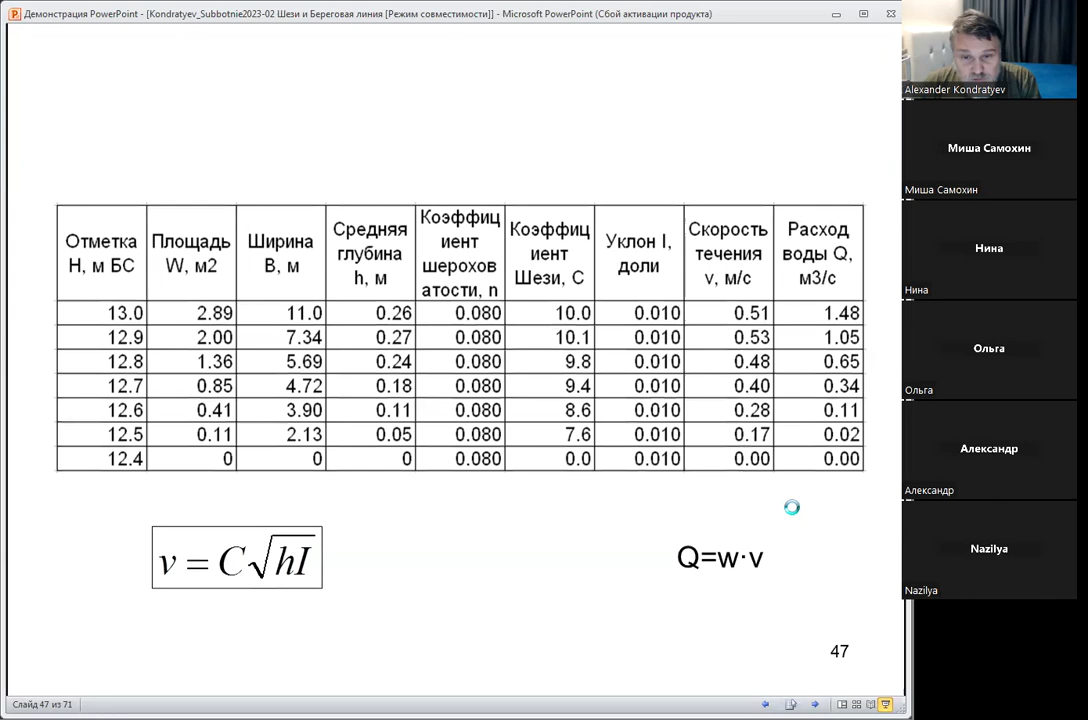 Демонстрация PowerPoint - [Kondratyev_Subbotnie2023-02 Шези и Береговая линия [Режим совместимости]] - Microsoft PowerPoint (Сбой активации продукта)
Alexander Kondratyev
Миша Самохин
Миша Самохин
Нина
Нина
Ольга
Ольга
Александр
Александр
Nazilya
Nazilya
Отметка
H, м БС
Площадь
W, м2
Ширина
B, м
Средняя
глубина
h, м
Коэффиц
иент
шерохов
атости, n
Коэффиц
иент
Шези, C
Уклон I,
доли
Скорость
течения
v, м/с
Расход
воды Q,
м3/с
13.0 2.89 11.0 0.26 0.080 10.0 0.010 0.51 1.48
12.9 2.00 7.34 0.27 0.080 10.1 0.010 0.53 1.05
12.8 1.36 5.69 0.24 0.080 9.8 0.010 0.48 0.65
12.7 0.85 4.72 0.18 0.080 9.4 0.010 0.40 0.34
12.6 0.41 3.90 0.11 0.080 8.6 0.010 0.28 0.11
12.5 0.11 2.13 0.05 0.080 7.6 0.010 0.17 0.02
12.4 0 0 0 0.080 0.0 0.010 0.00 0.00
v = C√hI
Q=w·v
47
Слайд 47 из 71